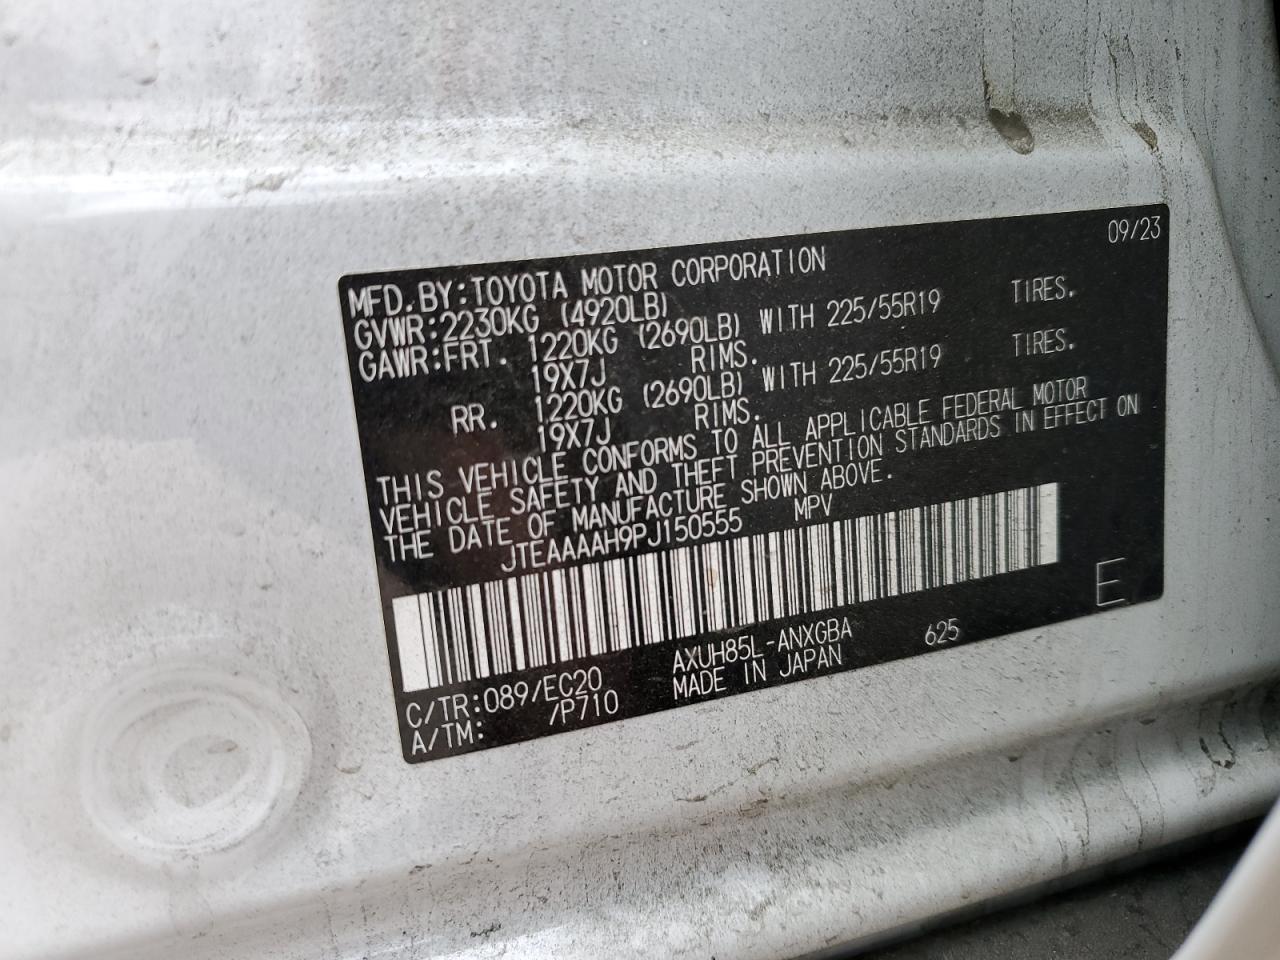 09/23
MFD.BY:TOYOTA MOTOR CORPORATION
GVWR:2230KG (4920LB)
GAWR:FRT. 1220KG (2690LB) WITH 225/55R19 TIRES.
19X7J RIMS.
RR. 1220KG (2690LB) WITH 225/55R19 TIRES.
19X7J RIMS.
THIS VEHICLE CONFORMS TO ALL APPLICABLE FEDERAL MOTOR
VEHICLE SAFETY AND THEFT PREVENTION STANDARDS IN EFFECT ON
THE DATE OF MANUFACTURE SHOWN ABOVE.
JTEAAAAH9PJ150555 MPV
C/TR:089/EC20 AXUH85L-ANXGBA 625 E
A/TM: /P710 MADE IN JAPAN